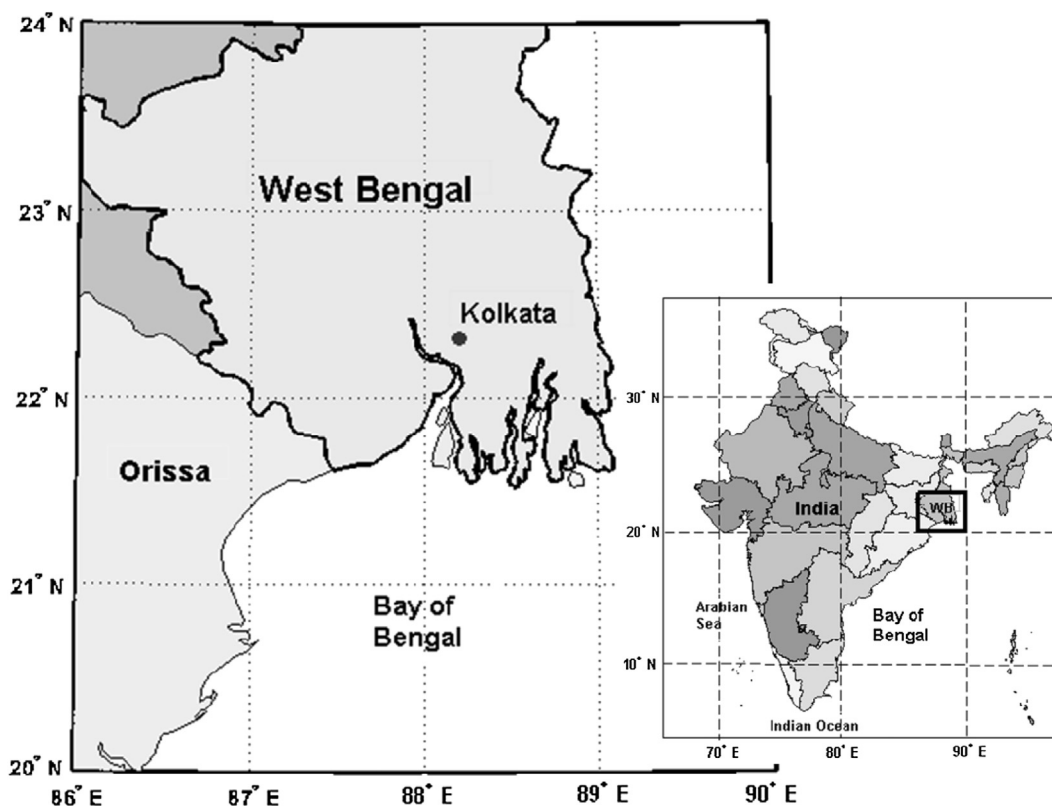 24° N
West Bengal
23° N
Kolkata
22° N
Orissa
21° N
Bay of
Bengal
20° N
86° E
87° E
88° E
89° E
90° E
30° N
India
WB
20° N
Arabian
Sea
Bay of
Bengal
10° N
Indian Ocean
70° E
80° E
90° E